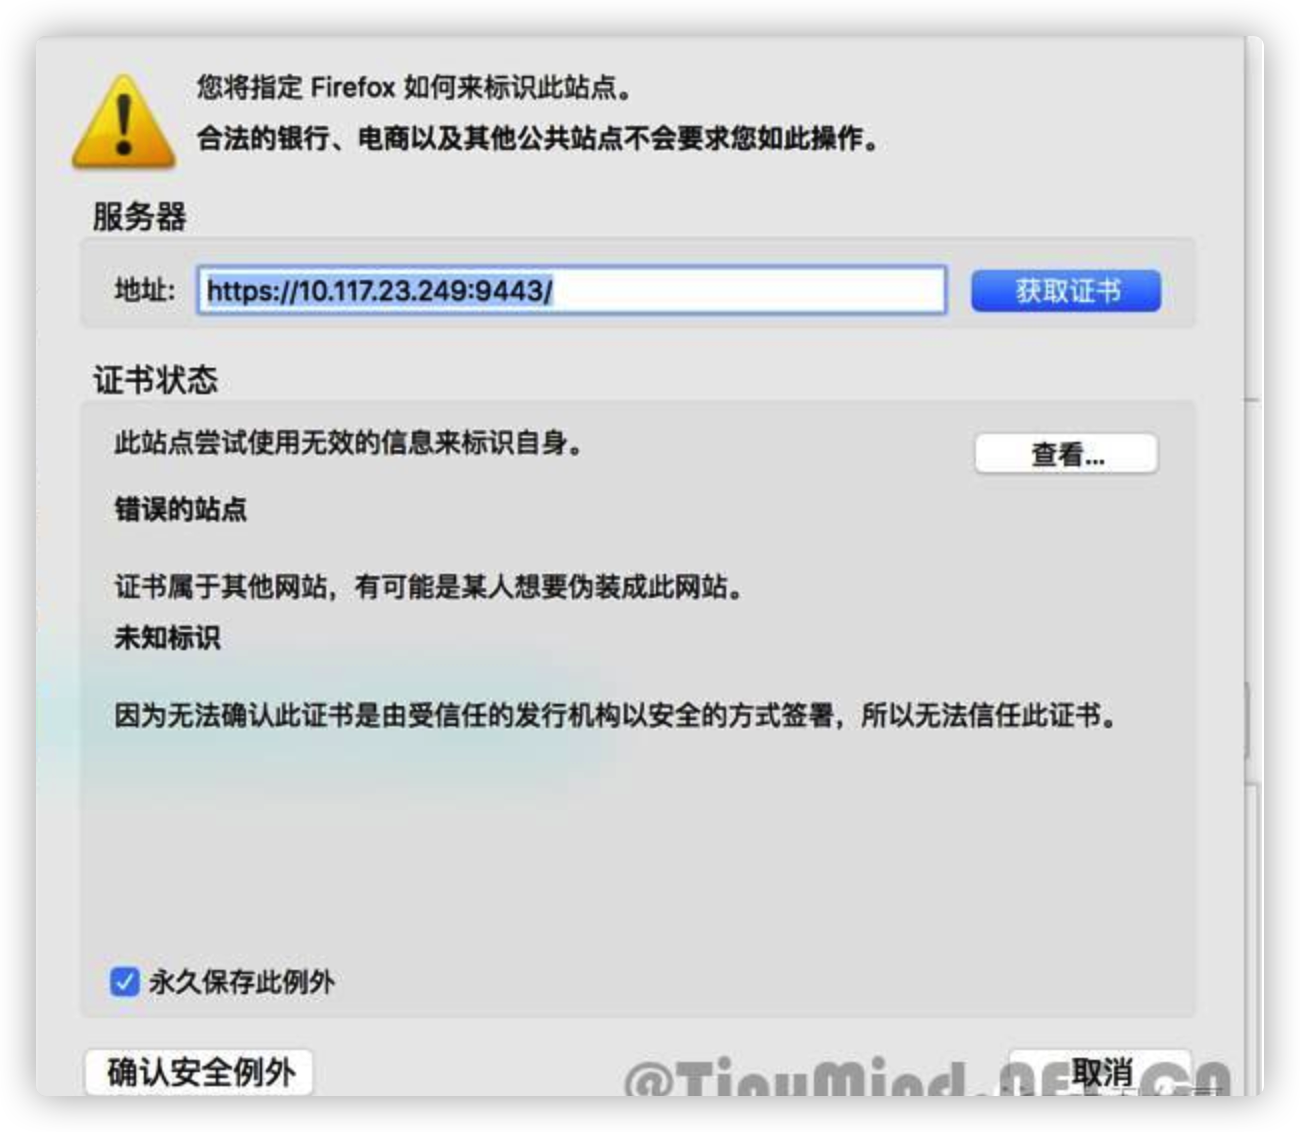 您将指定 Firefox 如何来标识此站点。
合法的银行、电商以及其他公共站点不会要求您如此操作。
服务器
地址: https://10.117.23.249:9443/ 获取证书
证书状态
此站点尝试使用无效的信息来标识自身。 查看...
错误的站点
证书属于其他网站，有可能是某人想要伪装成此网站。
未知标识
因为无法确认此证书是由受信任的发行机构以安全的方式签署，所以无法信任此证书。
永久保存此例外
确认安全例外 取消
@TinyMind.NET.CN